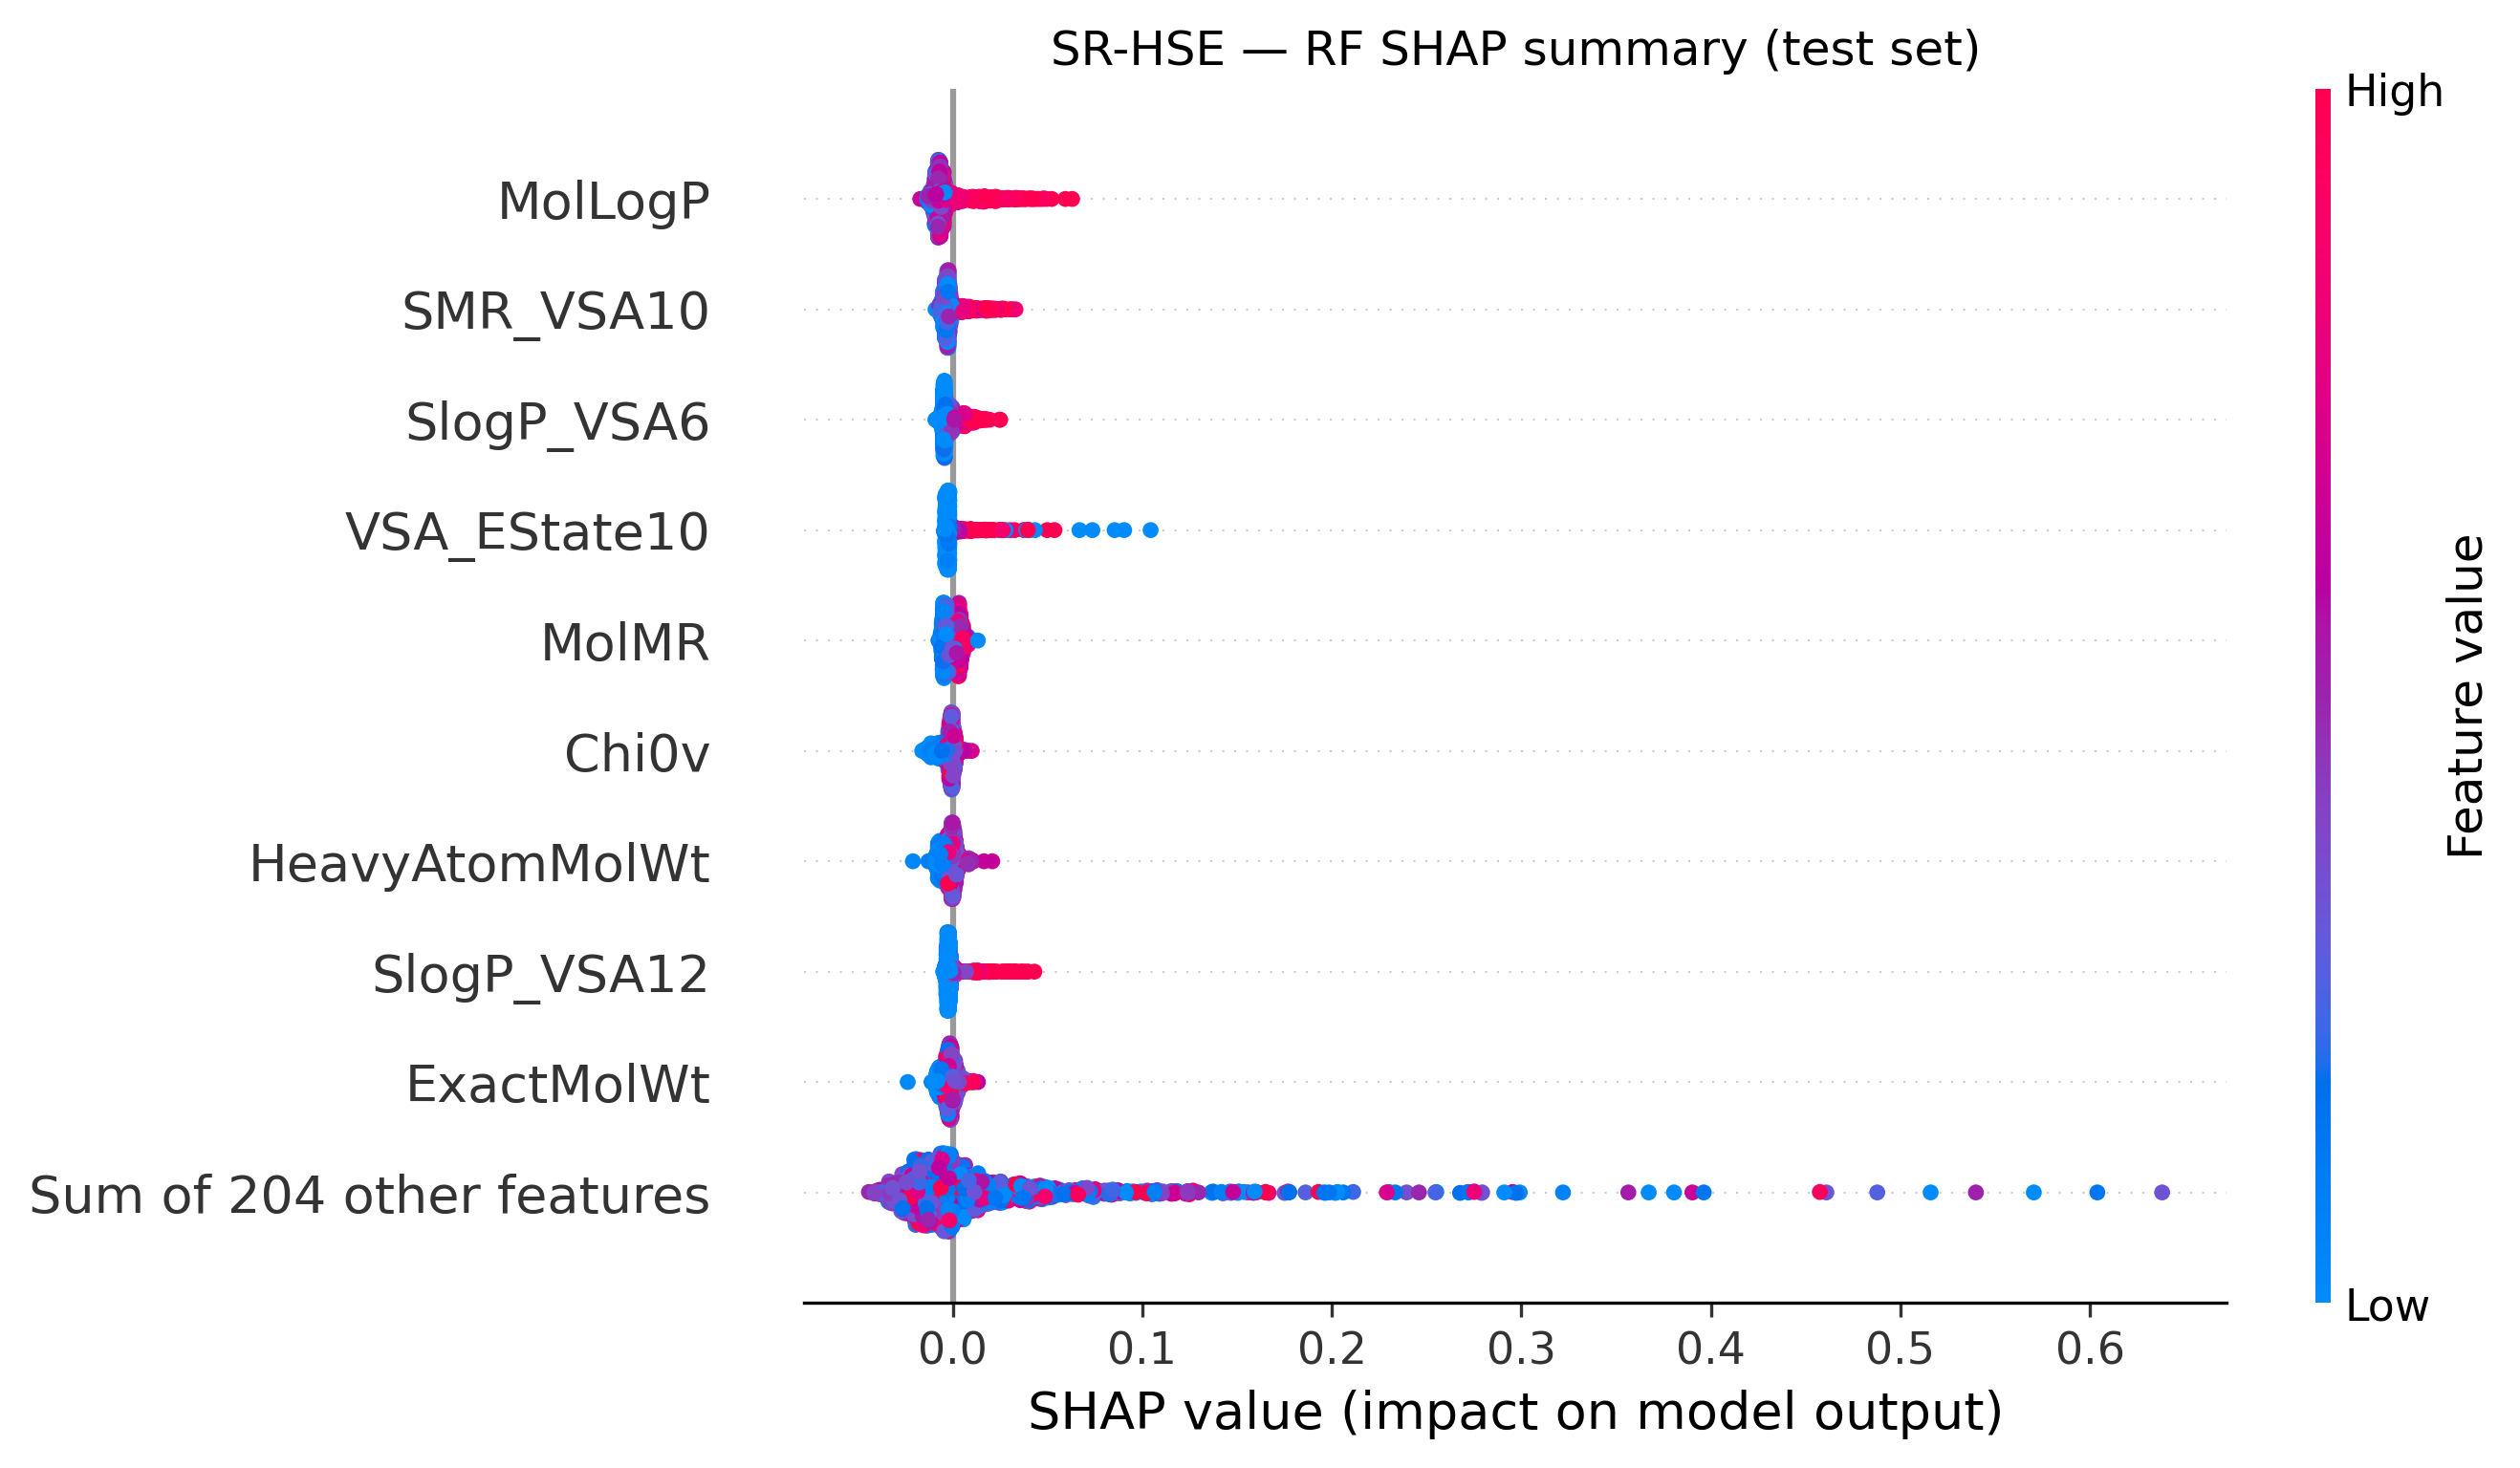 SR-HSE — RF SHAP summary (test set)
High
MolLogP
SMR_VSA10
SlogP_VSA6
VSA_EState10
MolMR
Chi0v
HeavyAtomMolWt
SlogP_VSA12
ExactMolWt
Sum of 204 other features
Feature value
Low
0.0 0.1 0.2 0.3 0.4 0.5 0.6
SHAP value (impact on model output)